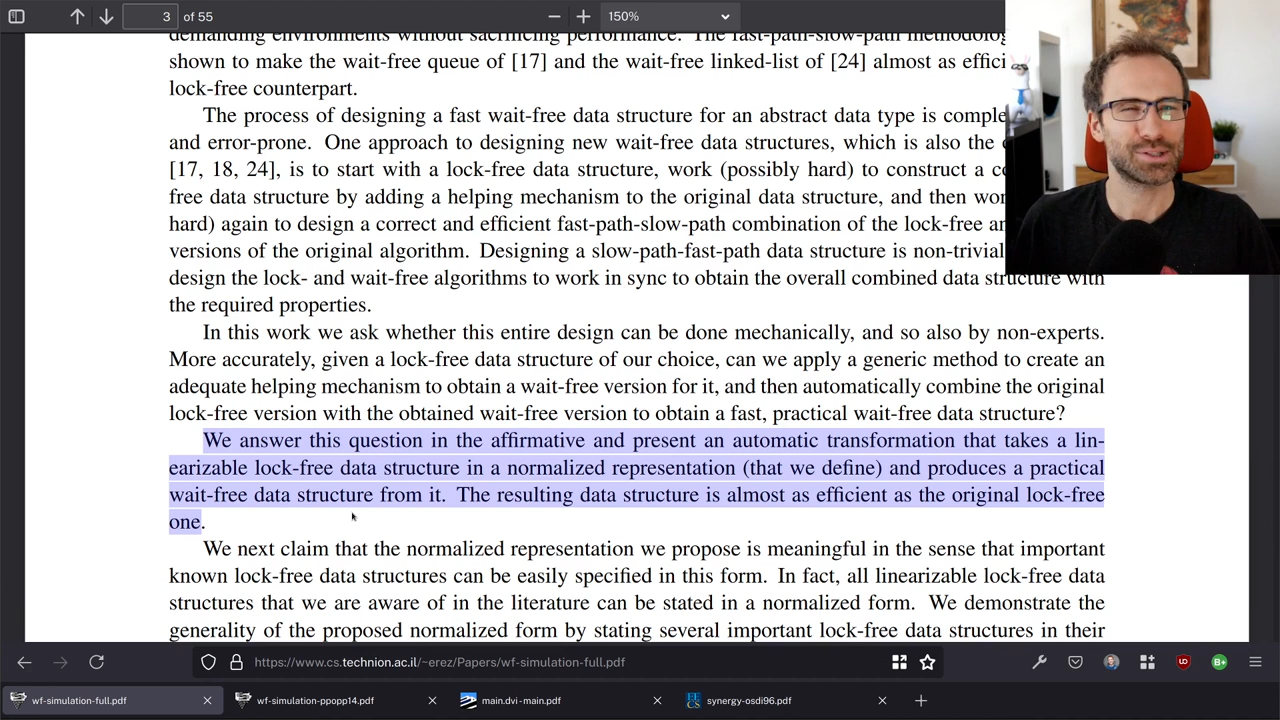 3 of 55
150%
demanding environments without sacrificing performance. The fast-path-slow-path methodolog
shown to make the wait-free queue of [17] and the wait-free linked-list of [24] almost as effici
lock-free counterpart.
The process of designing a fast wait-free data structure for an abstract data type is comple
and error-prone. One approach to designing new wait-free data structures, which is also the
[17, 18, 24], is to start with a lock-free data structure, work (possibly hard) to construct a co
free data structure by adding a helping mechanism to the original data structure, and then wor
hard) again to design a correct and efficient fast-path-slow-path combination of the lock-free an
versions of the original algorithm. Designing a slow-path-fast-path data structure is non-trivial
design the lock- and wait-free algorithms to work in sync to obtain the overall combined data structure with
the required properties.
In this work we ask whether this entire design can be done mechanically, and so also by non-experts.
More accurately, given a lock-free data structure of our choice, can we apply a generic method to create an
adequate helping mechanism to obtain a wait-free version for it, and then automatically combine the original
lock-free version with the obtained wait-free version to obtain a fast, practical wait-free data structure?
We answer this question in the affirmative and present an automatic transformation that takes a lin-
earizable lock-free data structure in a normalized representation (that we define) and produces a practical
wait-free data structure from it. The resulting data structure is almost as efficient as the original lock-free
one.
We next claim that the normalized representation we propose is meaningful in the sense that important
known lock-free data structures can be easily specified in this form. In fact, all linearizable lock-free data
structures that we are aware of in the literature can be stated in a normalized form. We demonstrate the
generality of the proposed normalized form by stating several important lock-free data structures in their
https://www.cs.technion.ac.il/~erez/Papers/wf-simulation-full.pdf
wf-simulation-full.pdf
wf-simulation-ppopp14.pdf
main.dvi - main.pdf
synergy-osdi96.pdf